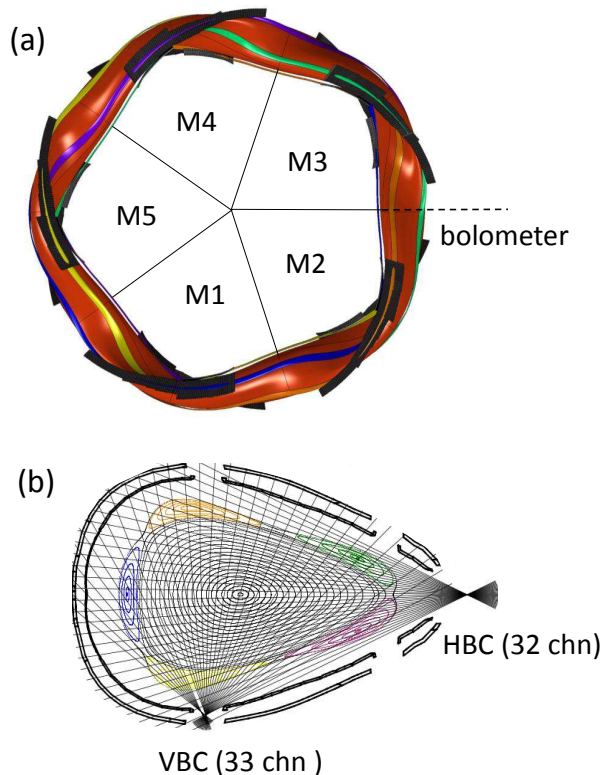 (a)
M4
M3
M5
bolometer
M2
M1
(b)
HBC (32 chn)
VBC (33 chn )